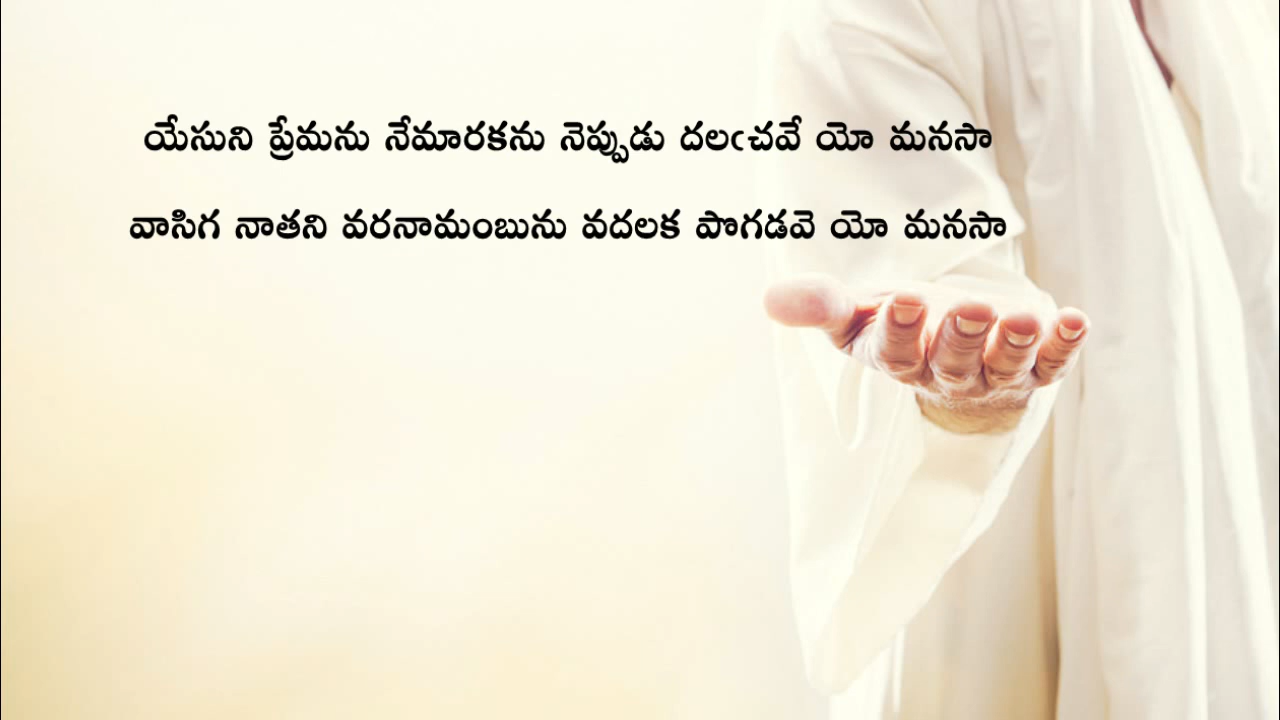 యేసుని ప్రేమను నేమారకను నెప్పుడు దలఁచవే యో మనసా
వాసిగ నాతని వరనామంబును వదలక పొగడవె యో మనసా